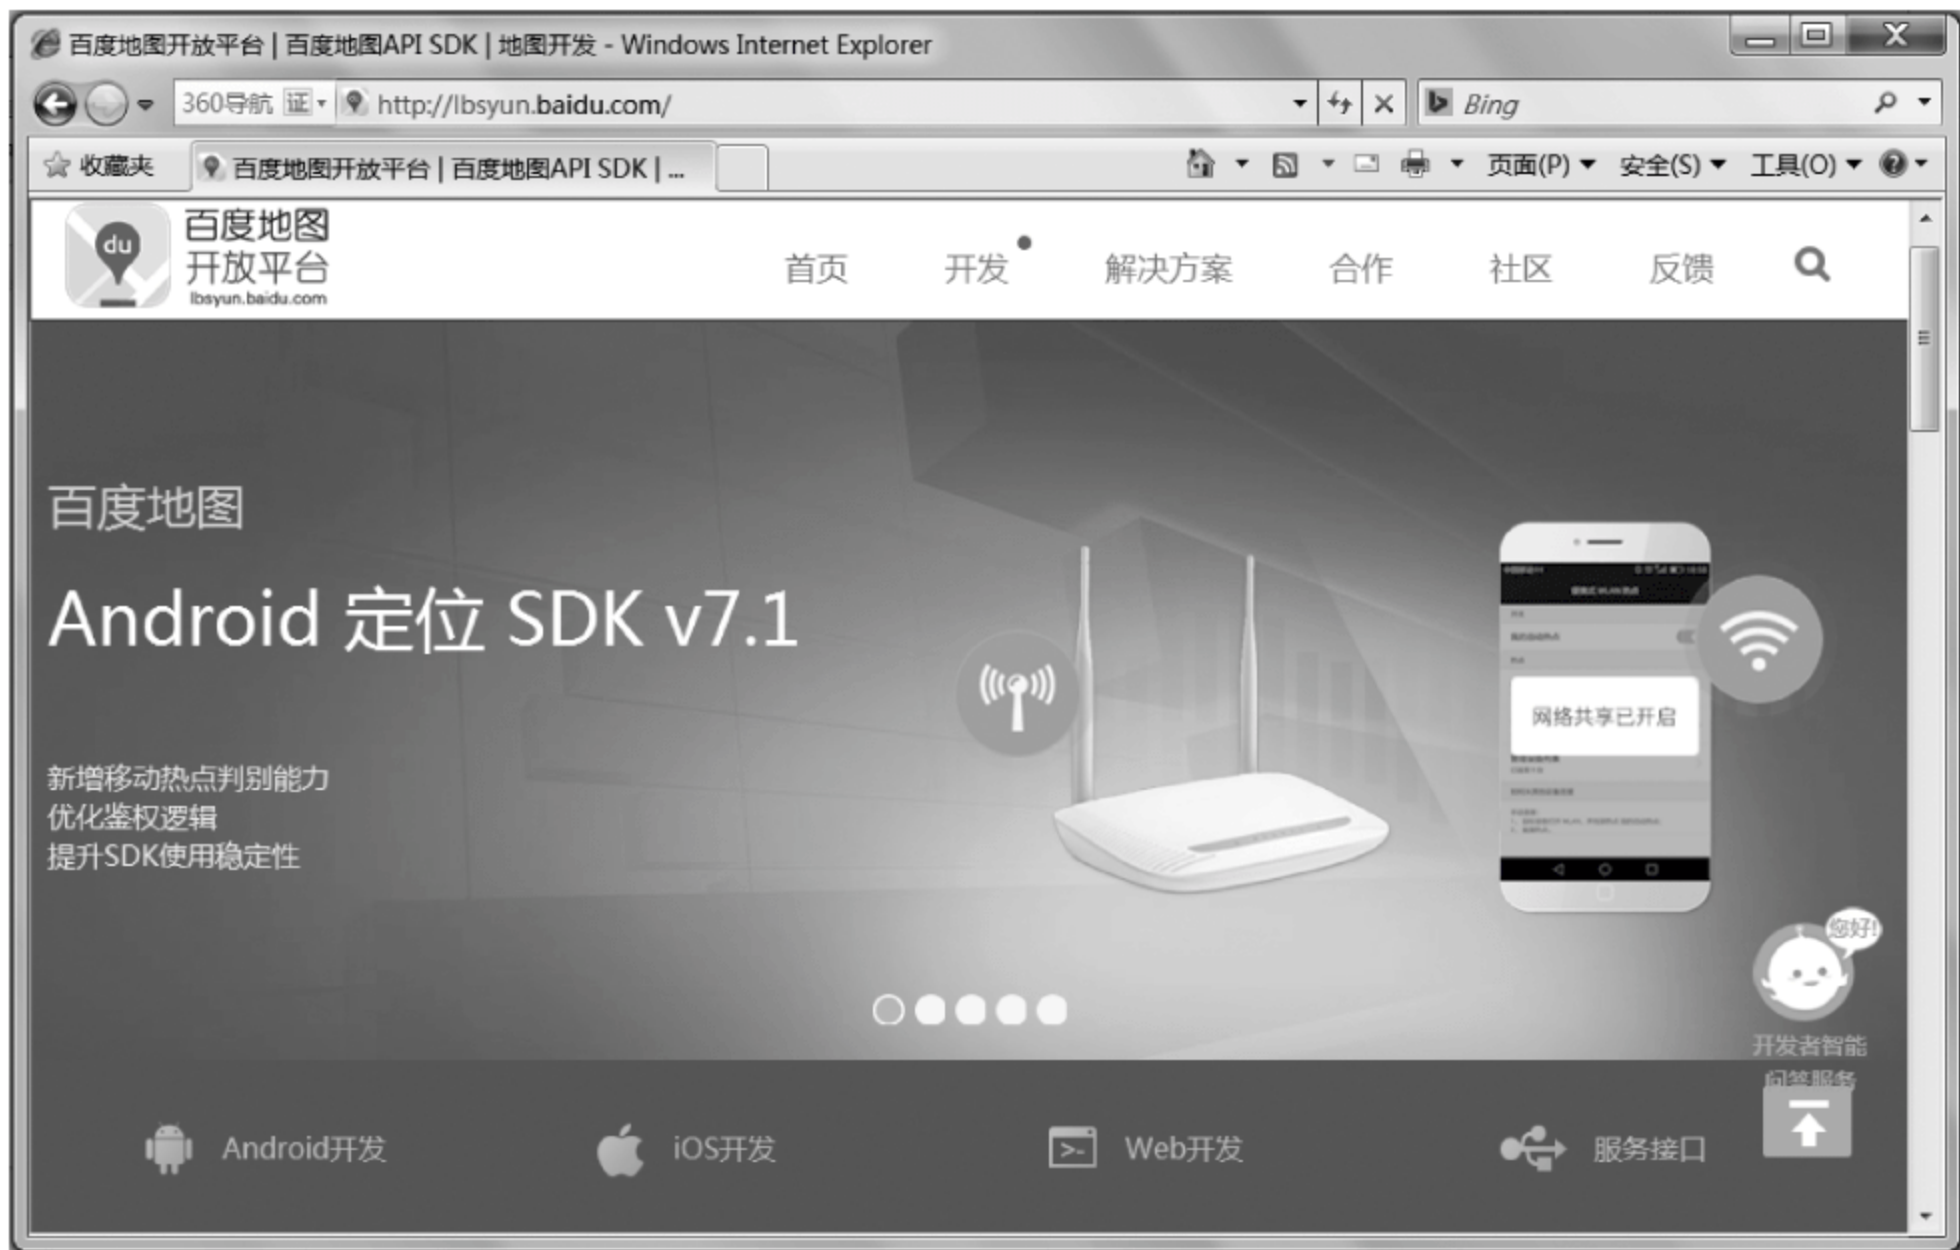 百度地图开放平台 | 百度地图API SDK | 地图开发 - Windows Internet Explorer
360导航 证 http://lbsyun.baidu.com/ Bing
收藏夹 百度地图开放平台 | 百度地图API SDK | ... 页面(P) 安全(S) 工具(O)
du 百度地图
开放平台
lbsyun.baidu.com
首页 开发 解决方案 合作 社区 反馈
百度地图
Android 定位 SDK v7.1
新增移动热点判别能力
优化鉴权逻辑
提升SDK使用稳定性
网络共享已开启
您好!
开发者智能
问答服务
Android开发 iOS开发 Web开发 服务接口